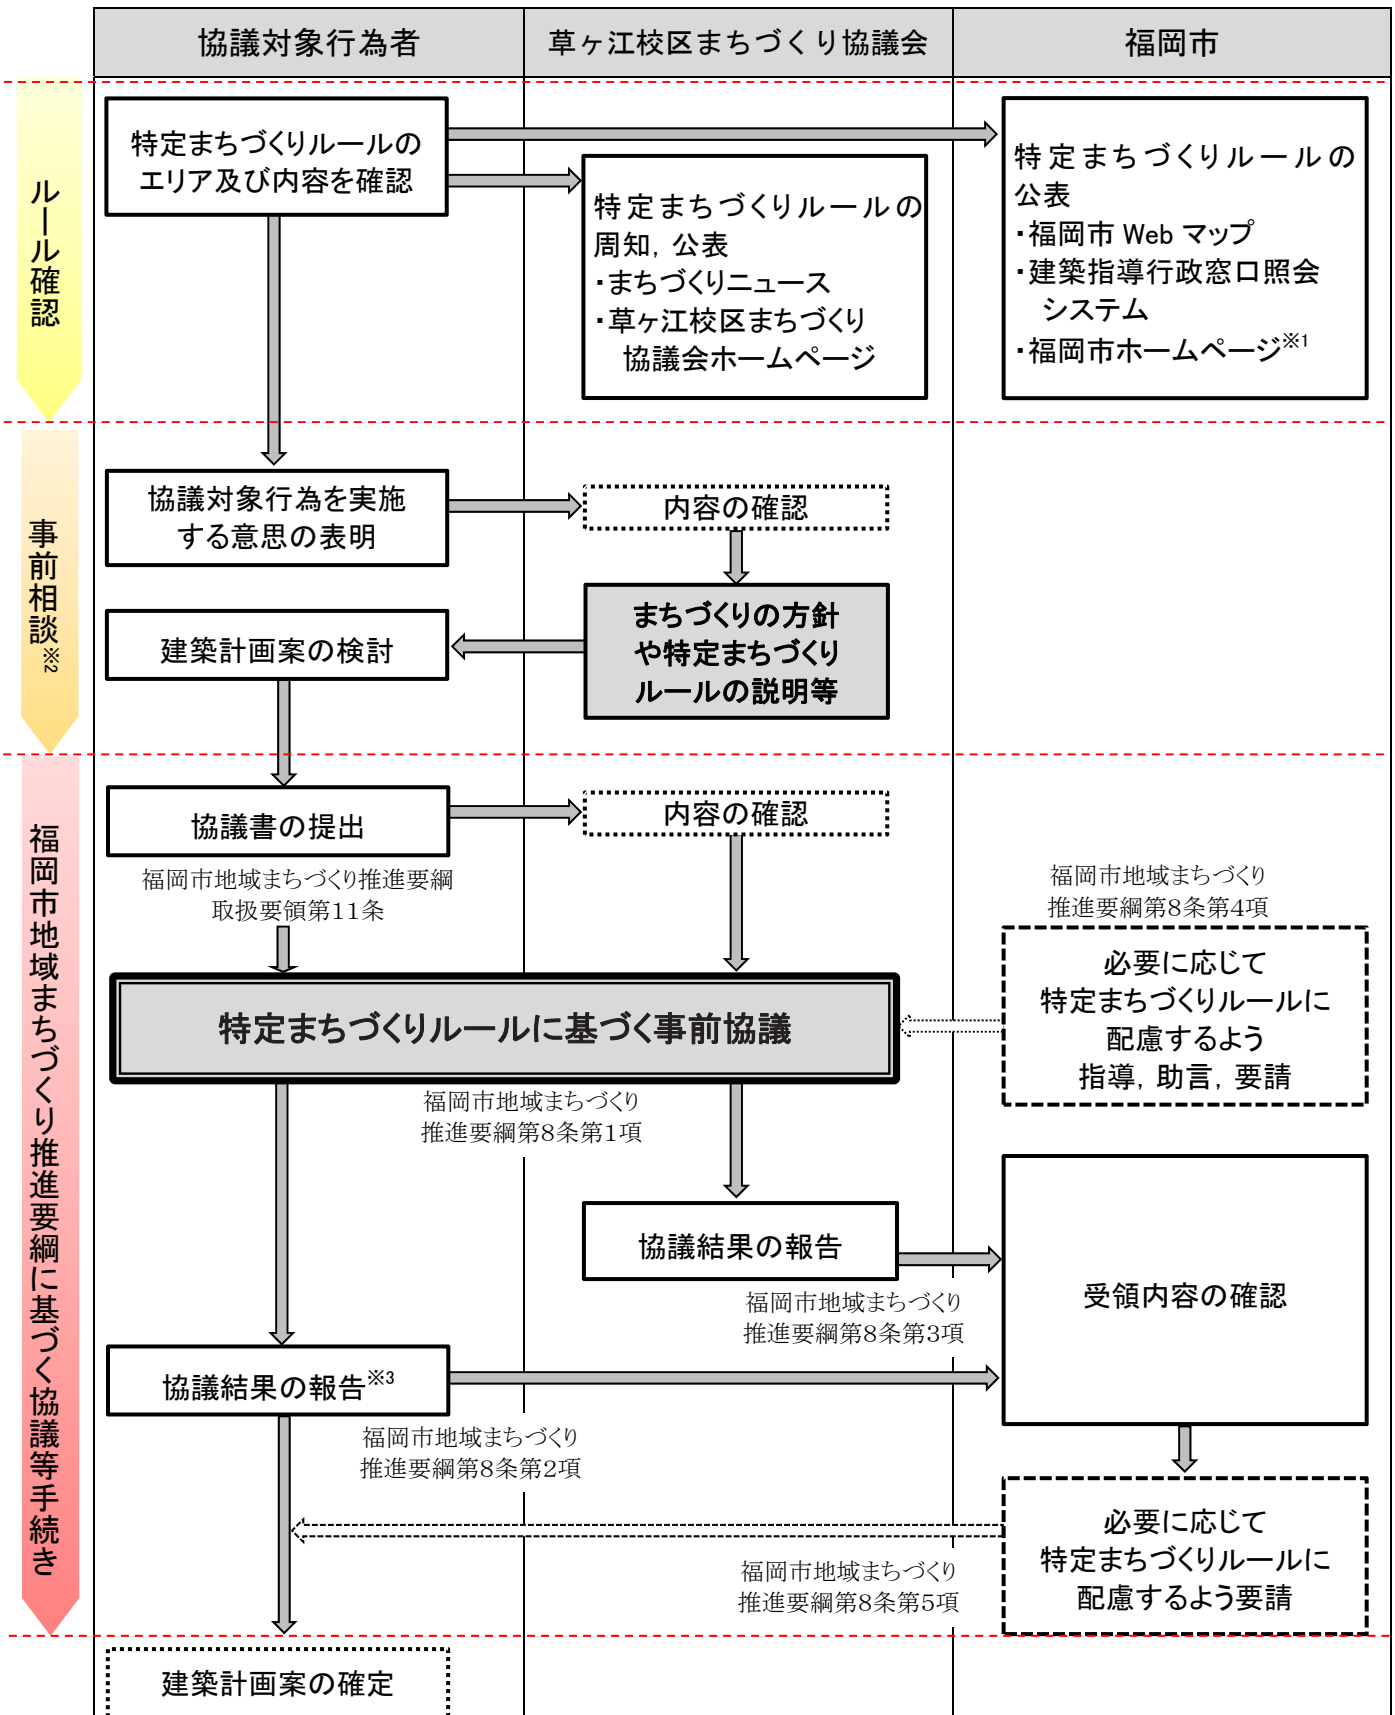 協議対象行為者
草ヶ江校区まちづくり協議会
福岡市
ルール確認
特定まちづくりルールの
エリア及び内容を確認
特定まちづくりルールの
周知，公表
・まちづくりニュース
・草ヶ江校区まちづくり
協議会ホームページ
特定まちづくりルールの
公表
・福岡市 Web マップ
・建築指導行政窓口照会
システム
・福岡市ホームページ※1
事前相談※2
協議対象行為を実施
する意思の表明
内容の確認
まちづくりの方針
や特定まちづくり
ルールの説明等
建築計画案の検討
福岡市地域まちづくり推進要綱に基づく協議等手続き
協議書の提出
内容の確認
福岡市地域まちづくり推進要綱
取扱要領第11条
福岡市地域まちづくり
推進要綱第8条第4項
必要に応じて
特定まちづくりルールに
配慮するよう
指導，助言，要請
特定まちづくりルールに基づく事前協議
福岡市地域まちづくり
推進要綱第8条第1項
協議結果の報告
福岡市地域まちづくり
推進要綱第8条第3項
受領内容の確認
協議結果の報告※3
福岡市地域まちづくり
推進要綱第8条第2項
必要に応じて
特定まちづくりルールに
配慮するよう要請
福岡市地域まちづくり
推進要綱第8条第5項
建築計画案の確定